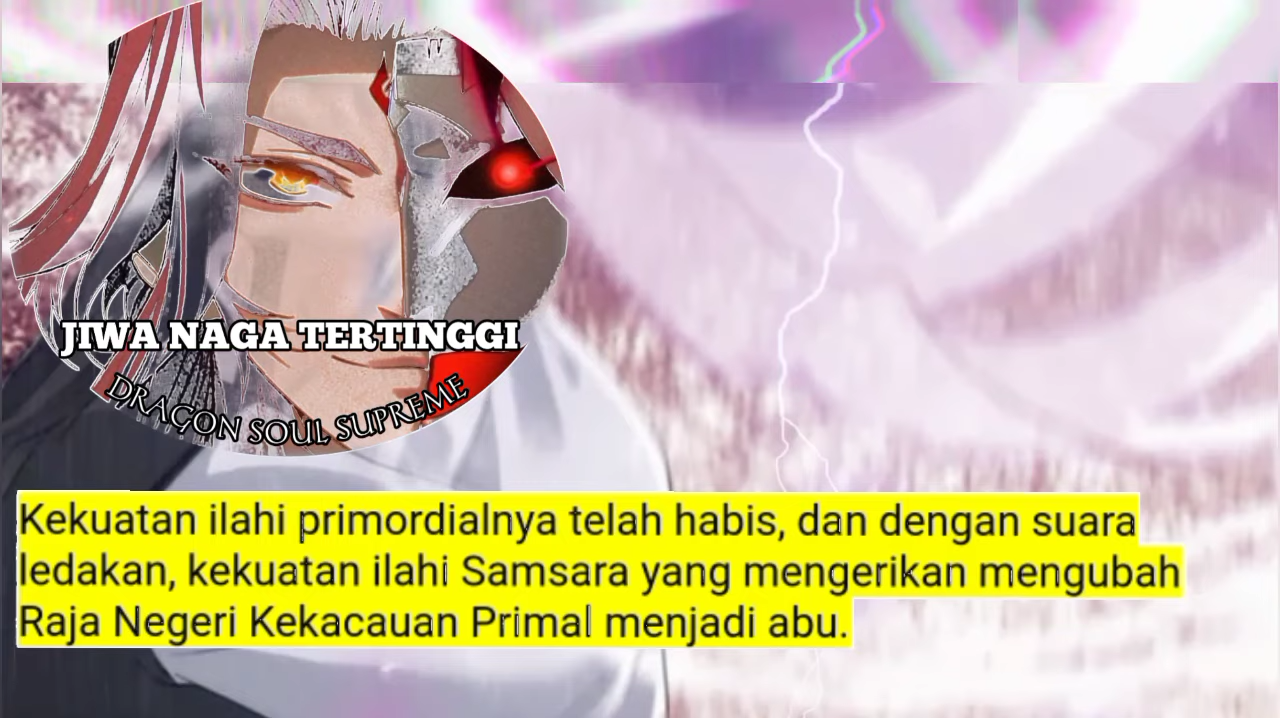 JIWA NAGA TERTINGGI
DRAGON SOUL SUPREME
Kekuatan ilahi primordialnya telah habis, dan dengan suara
ledakan, kekuatan ilahi Samsara yang mengerikan mengubah
Raja Negeri Kekacauan Primal menjadi abu.